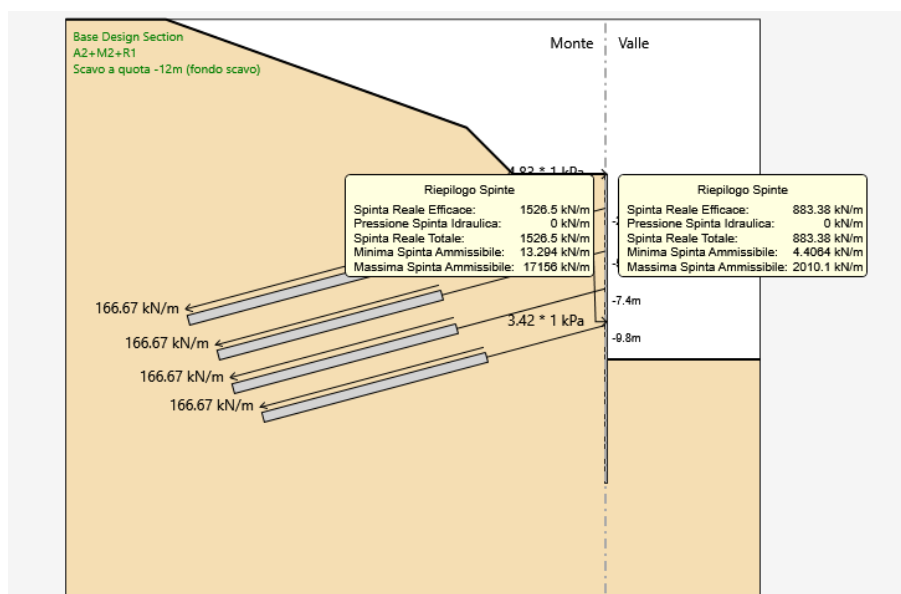 Base Design Section
A2+M2+R1
Scavo a quota -12m (fondo scavo)
Monte
Valle
Riepilogo Spinte
Spinta Reale Efficace: 1526.5 kN/m
Pressione Spinta Idraulica: 0 kN/m
Spinta Reale Totale: 1526.5 kN/m
Minima Spinta Ammissibile: 13.294 kN/m
Massima Spinta Ammissibile: 17156 kN/m
Riepilogo Spinte
Spinta Reale Efficace: 883.38 kN/m
Pressione Spinta Idraulica: 0 kN/m
Spinta Reale Totale: 883.38 kN/m
Minima Spinta Ammissibile: 4.4064 kN/m
Massima Spinta Ammissibile: 2010.1 kN/m
166.67 kN/m
-7.4m
3.42 * 1 kPa
166.67 kN/m
-9.8m
166.67 kN/m
166.67 kN/m